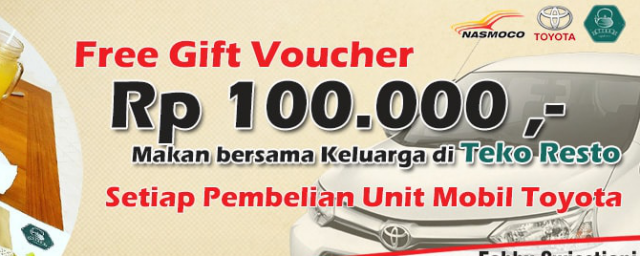 NASMOCO
TOYOTA
Free Gift Voucher
Rp 100.000 ,-
Makan bersama Keluarga di Teko Resto
Setiap Pembelian Unit Mobil Toyota